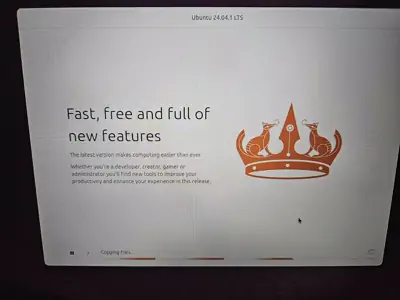 Ubuntu 24.04.1 LTS
Fast, free and full of
new features
The latest version makes computing easier than ever.
Whether you're a developer, creator, gamer or
administrator you'll find new tools to improve your
productivity and enhance your experience in this release.
Copying files...